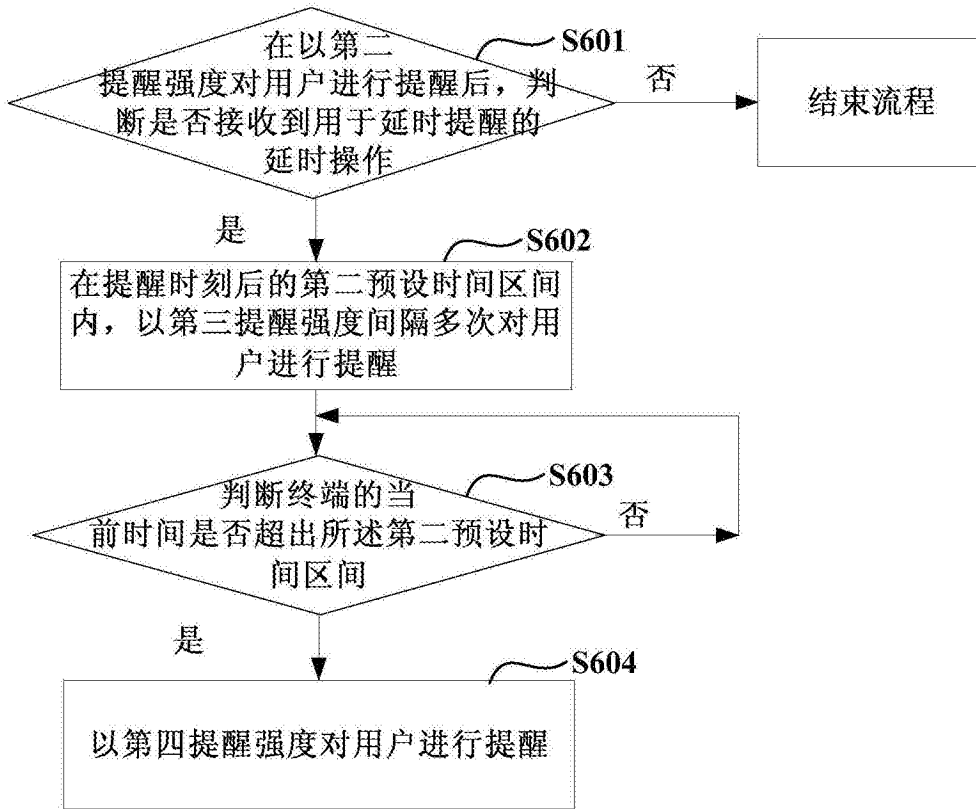 在以第二
提醒强度对用户进行提醒后，判
断是否接收到用于延时提醒的
延时操作
S601
否
结束流程
是
S602
在提醒时刻后的第二预设时间区间
内，以第三提醒强度间隔多次对用
户进行提醒
S603
判断终端的当
前时间是否超出所述第二预设时
间区间
否
是
S604
以第四提醒强度对用户进行提醒